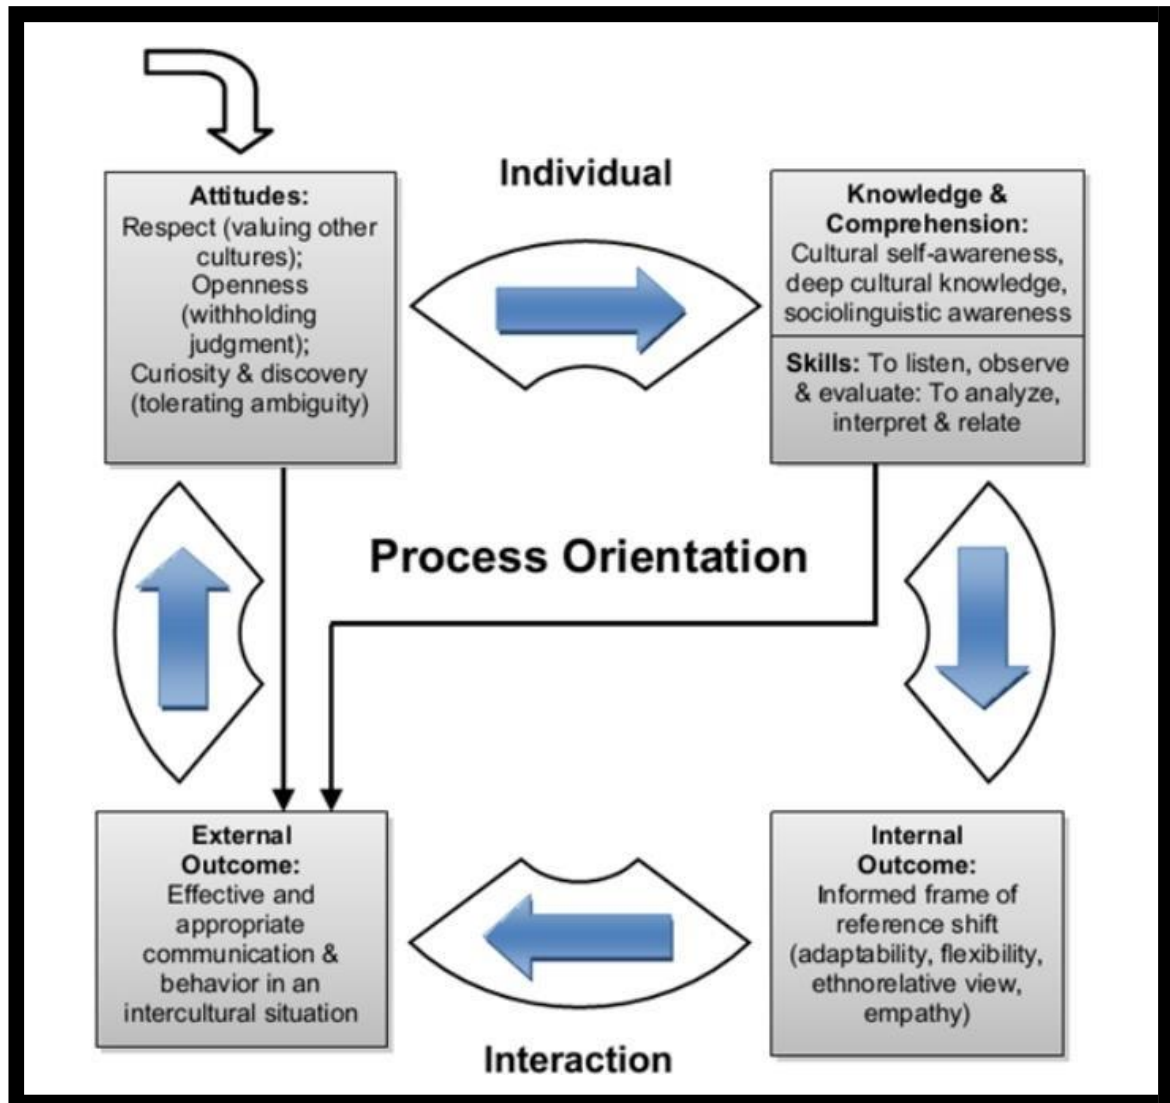 Individual
Attitudes:
Respect (valuing other
cultures);
Openness
(withholding
judgment);
Curiosity & discovery
(tolerating ambiguity)
Knowledge &
Comprehension:
Cultural self-awareness,
deep cultural knowledge,
sociolinguistic awareness
Skills: To listen, observe
& evaluate: To analyze,
interpret & relate
Process Orientation
External
Outcome:
Effective and
appropriate
communication &
behavior in an
intercultural situation
Internal
Outcome:
Informed frame of
reference shift
(adaptability, flexibility,
ethnorelative view,
empathy)
Interaction